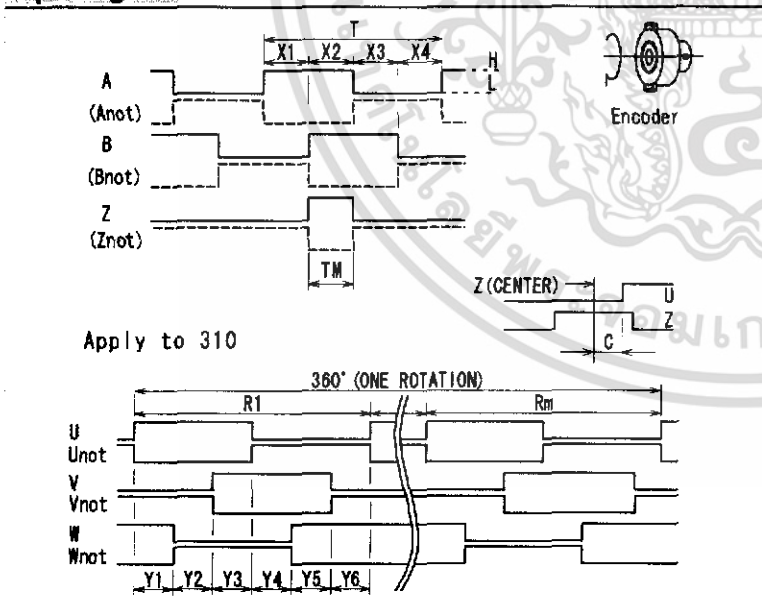 T
X1 X2 X3 X4
H
L
A
(Anot)
B
(Bnot)
Z
(Znot)
TM
Encoder
Z(CENTER)
U
Z
C
Apply to 310
360°(ONE ROTATION)
R1
Rm
U
Unot
V
Vnot
W
Wnot
Y1 Y2 Y3 Y4 Y5 Y6